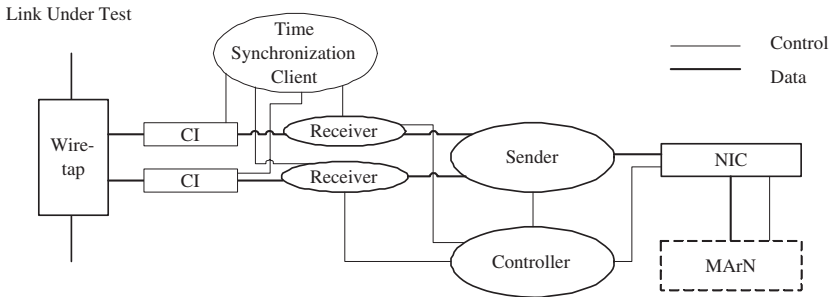 Link Under Test
Time
Synchronization
Client
Control
Data
Wire-
tap
CI
Receiver
Sender
NIC
CI
Receiver
Controller
MArN